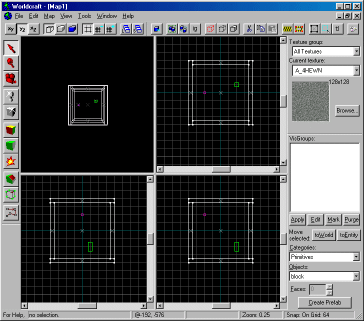 Worldcraft - [Map1]
File Edit Map View Tools Window Help
Texture group:
All Textures
Current texture:
A_4HEWN
128x128
Browse..
VisGroups:
Apply Edit Mark Purge
Move selected: toWorld toEntity
Categories:
Primitives
Objects:
block
Faces:
Create Prefab
For Help, no selection. @-192, -576 Zoom: 0.25 Snap: On Grid: 64